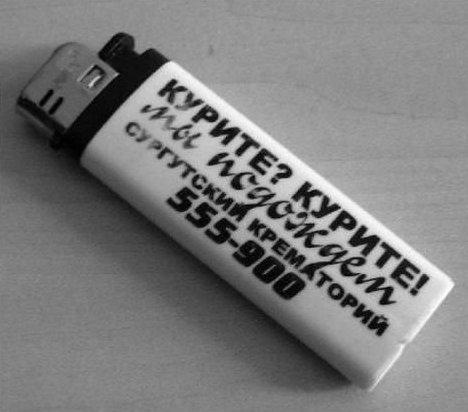 КУРИТЕ? КУРИТЕ!
мы подождем
СУРГУТСКИЙ КРЕМАТОРИЙ
555-900